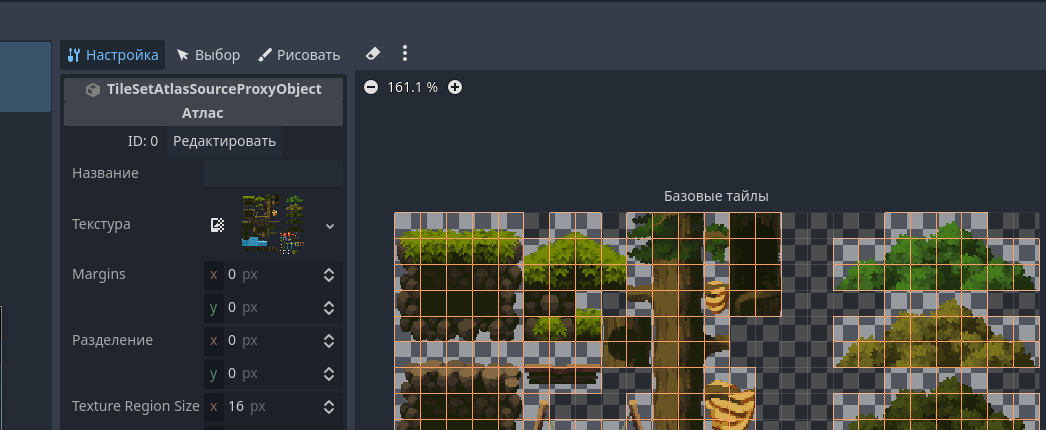 Настройка Выбор Рисовать
TileSetAtlasSourceProxyObject
161.1 %
Атлас
ID: 0 Редактировать
Название
Базовые тайлы
Текстура
Margins x 0 px
y 0 px
Разделение x 0 px
y 0 px
Texture Region Size x 16 px